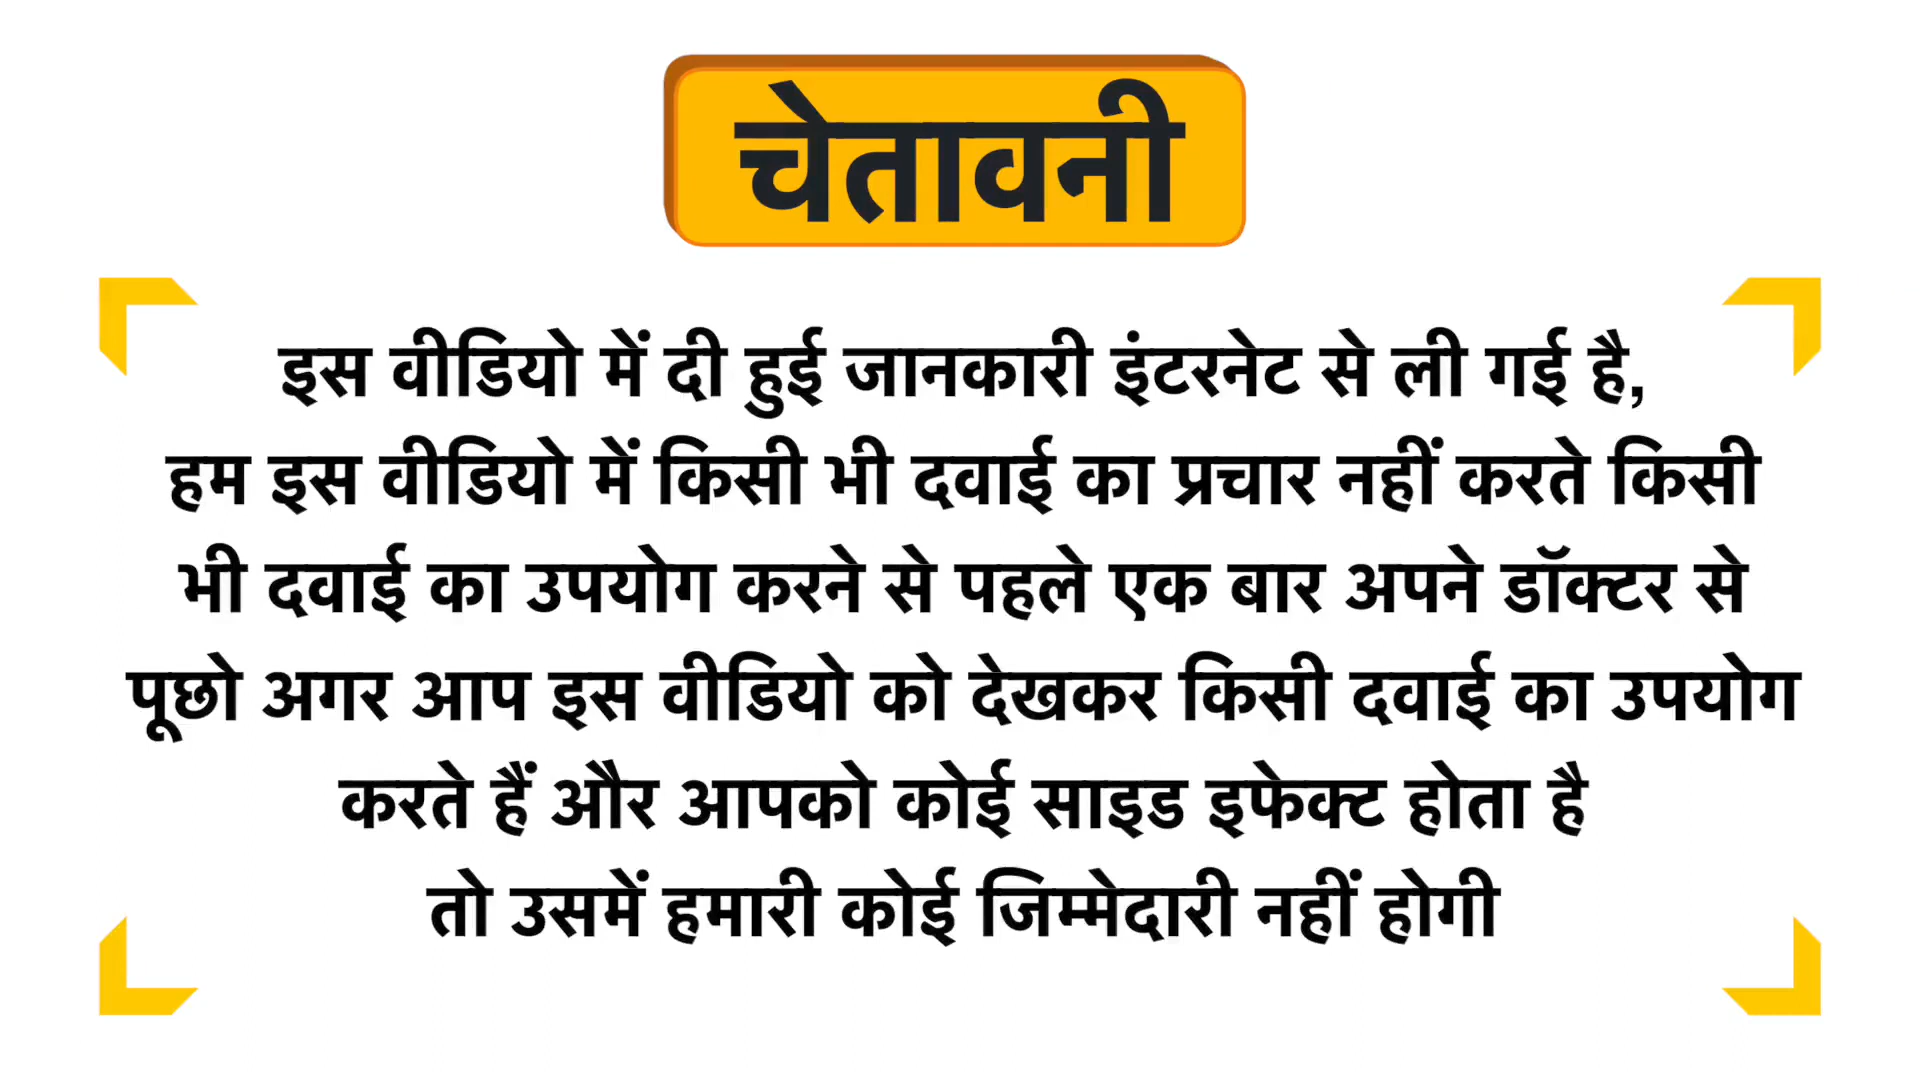 चेतावनी
इस वीडियो में दी हुई जानकारी इंटरनेट से ली गई है,
हम इस वीडियो में किसी भी दवाई का प्रचार नहीं करते किसी
भी दवाई का उपयोग करने से पहले एक बार अपने डॉक्टर से
पूछो अगर आप इस वीडियो को देखकर किसी दवाई का उपयोग
करते हैं और आपको कोई साइड इफेक्ट होता है
तो उसमें हमारी कोई जिम्मेदारी नहीं होगी